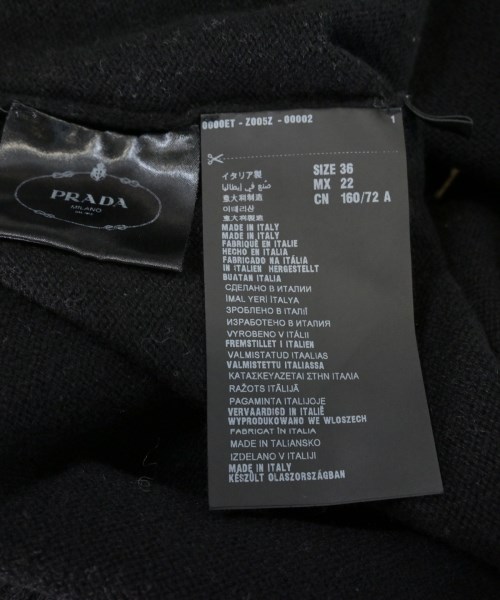 0000ET - Z005Z - 00002 1
イタリア製
صنع في إيطاليا
意大利制造
이태리산
意大利製造
MADE IN ITALY
MADE IN ITALY
FABRIQUÉ EN ITALIE
HECHO EN ITALIA
FABRICADO NA ITÁLIA
IN ITALIEN HERGESTELLT
BUATAN ITALIA
СДЕЛАНО В ИТАЛИИ
İMAL YERİ İTALYA
ЗРОБЛЕНО В ІТАЛІЇ
ИЗРАБОТЕНО В ИТАЛИЯ
VYROBENO V ITÁLII
FREMSTILLET I ITALIEN
VALMISTATUD ITAALIAS
VALMISTETTU ITALIASSA
ΚΑΤΑΣΚΕΥΑΖΕΤΑΙ ΣΤΗΝ ΙΤΑΛΙΑ
RAŽOTS ITĀLIJĀ
PAGAMINTA ITALIJOJE
VERVAARDIGD IN ITALIË
WYPRODUKOWANO WE WLOSZECH
FABRICAT ÎN ITALIA
MADE IN TALIANSKO
IZDELANO V ITALIJI
MADE IN ITALY
KÉSZÜLT OLASZORSZÁGBAN
SIZE 36
MX 22
CN 160/72 A
PRADA
MILANO